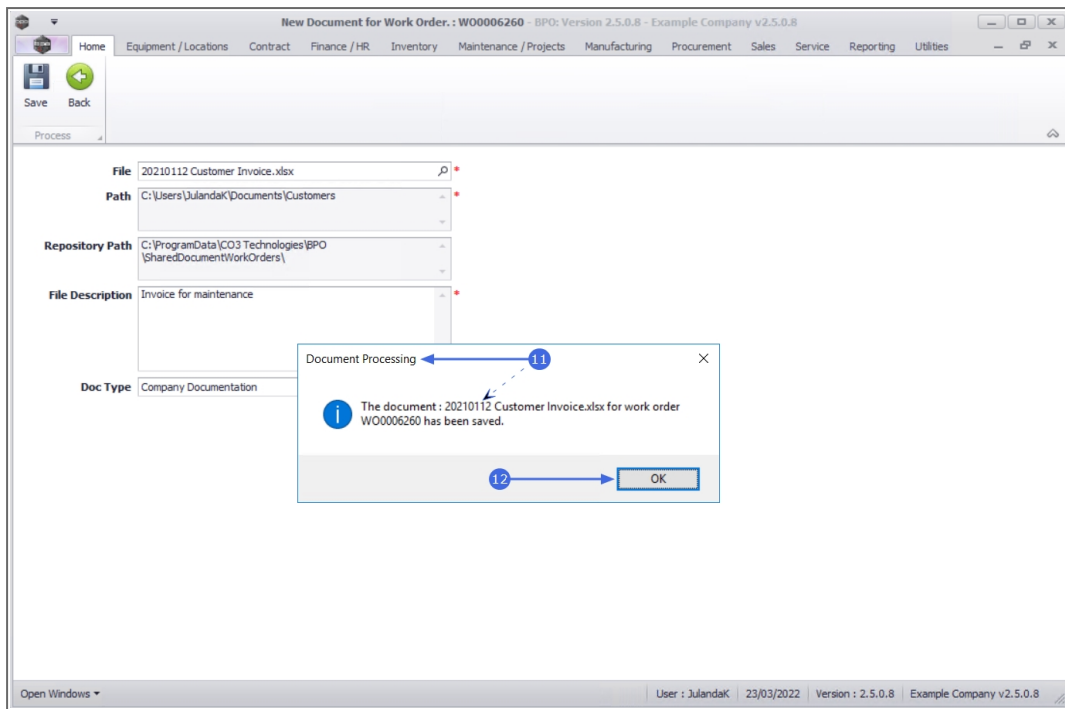 New Document for Work Order. : WO0006260 - BPO: Version 2.5.0.8 - Example Company v2.5.0.8
Home Equipment / Locations Contract Finance / HR Inventory Maintenance / Projects Manufacturing Procurement Sales Service Reporting Utilities
Save Back
Process
File 20210112 Customer Invoice.xlsx *
Path C:\Users\JulandaK\Documents\Customers *
Repository Path C:\ProgramData\CO3 Technologies\BPO
\SharedDocumentWorkOrders\
File Description Invoice for maintenance *
Document Processing 11
Doc Type Company Documentation
The document : 20210112 Customer Invoice.xlsx for work order
WO0006260 has been saved.
12 OK
Open Windows User : JulandaK 23/03/2022 Version : 2.5.0.8 Example Company v2.5.0.8